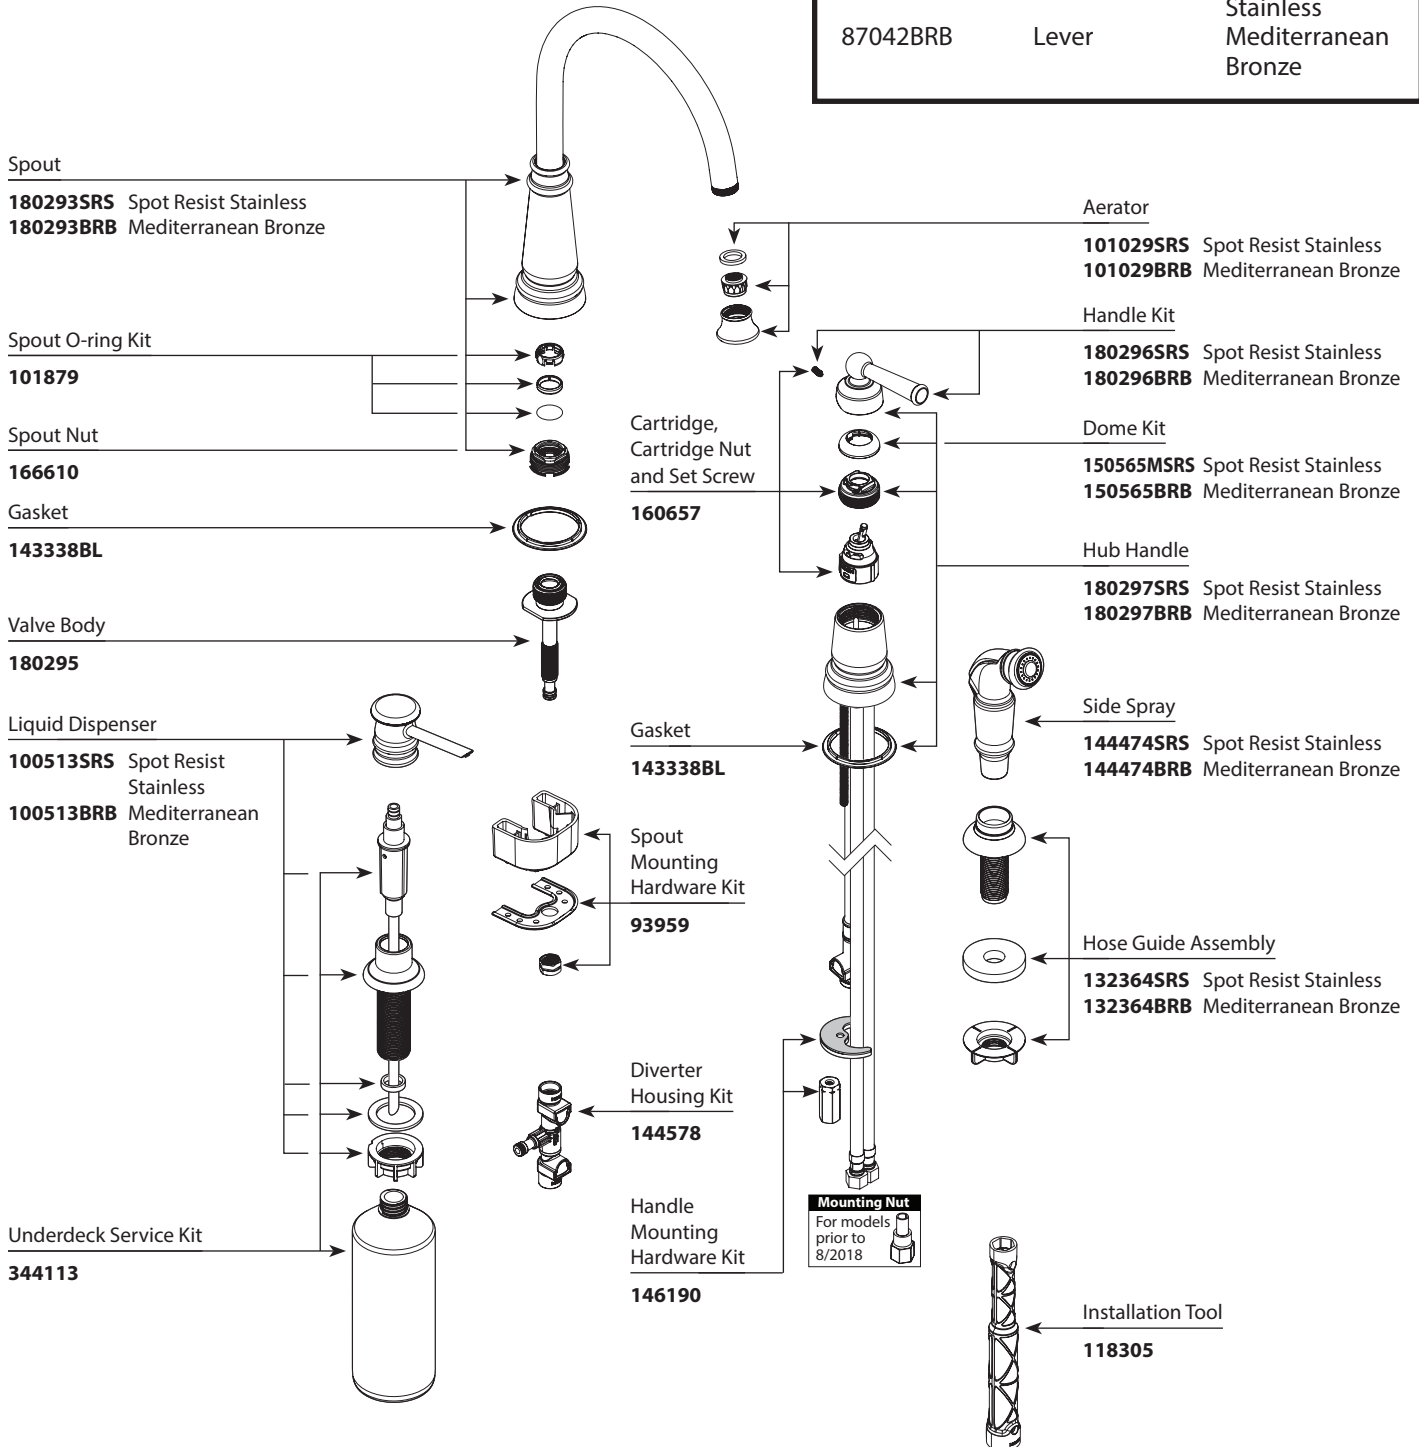 Stainless
87042BRB Lever Mediterranean
Bronze
Spout
180293SRS Spot Resist Stainless
180293BRB Mediterranean Bronze
Spout O-ring Kit
101879
Spout Nut
166610
Gasket
143338BL
Valve Body
180295
Liquid Dispenser
100513SRS Spot Resist
Stainless
100513BRB Mediterranean
Bronze
Underdeck Service Kit
344113
Cartridge,
Cartridge Nut
and Set Screw
160657
Gasket
143338BL
Spout
Mounting
Hardware Kit
93959
Diverter
Housing Kit
144578
Handle
Mounting
Hardware Kit
146190
Mounting Nut
For models
prior to
8/2018
Aerator
101029SRS Spot Resist Stainless
101029BRB Mediterranean Bronze
Handle Kit
180296SRS Spot Resist Stainless
180296BRB Mediterranean Bronze
Dome Kit
150565MSRS Spot Resist Stainless
150565BRB Mediterranean Bronze
Hub Handle
180297SRS Spot Resist Stainless
180297BRB Mediterranean Bronze
Side Spray
144474SRS Spot Resist Stainless
144474BRB Mediterranean Bronze
Hose Guide Assembly
132364SRS Spot Resist Stainless
132364BRB Mediterranean Bronze
Installation Tool
118305